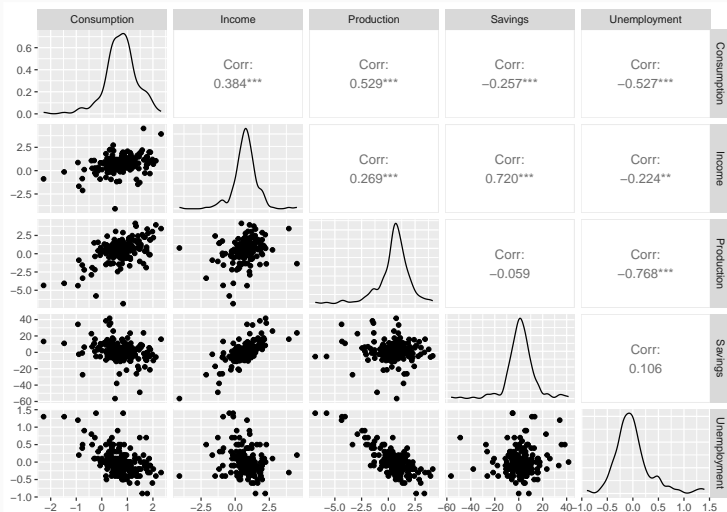 Consumption Income Production Savings Unemployment
0.6
0.4
0.2
0.0
Corr:
0.384***
Corr:
0.529***
Corr:
−0.257***
Corr:
−0.527***
Consumption
2.5
0.0
−2.5
Corr:
0.269***
Corr:
0.720***
Corr:
−0.224**
Income
2.5
0.0
−2.5
−5.0
Corr:
−0.059
Corr:
−0.768***
Production
40
20
0
−20
−40
−60
Corr:
0.106
Savings
1.5
1.0
0.5
0.0
−0.5
−1.0
Unemployment
−2 −1 0 1 2 −2.5 0.0 2.5 −5.0 −2.5 0.0 2.5 −60 −40 −20 0 20 40 −1.0 −0.5 0.0 0.5 1.0 1.5